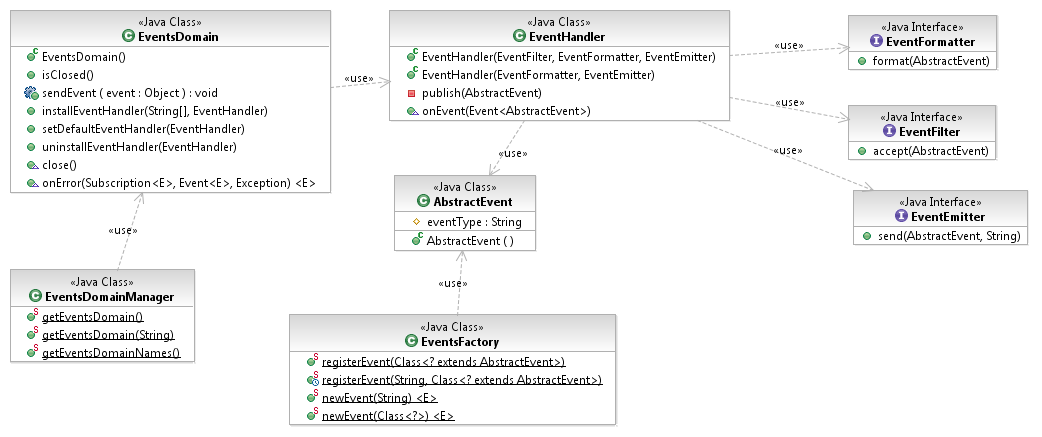 «Java Class»
EventsDomain
EventsDomain()
isClosed()
sendEvent ( event : Object ) : void
installEventHandler(String[], EventHandler)
setDefaultEventHandler(EventHandler)
uninstallEventHandler(EventHandler)
close()
onError(Subscription<E>, Event<E>, Exception) <E>
«use»
«Java Class»
EventHandler
EventHandler(EventFilter, EventFormatter, EventEmitter)
EventHandler(EventFormatter, EventEmitter)
publish(AbstractEvent)
onEvent(Event<AbstractEvent>)
«use»
«Java Interface»
EventFormatter
format(AbstractEvent)
«use»
«Java Interface»
EventFilter
accept(AbstractEvent)
«use»
«Java Interface»
EventEmitter
send(AbstractEvent, String)
«use»
«Java Class»
AbstractEvent
eventType : String
AbstractEvent ( )
«use»
«Java Class»
EventsDomainManager
getEventsDomain()
getEventsDomain(String)
getEventsDomainNames()
«use»
«Java Class»
EventsFactory
registerEvent(Class<? extends AbstractEvent>)
registerEvent(String, Class<? extends AbstractEvent>)
newEvent(String) <E>
newEvent(Class<?>) <E>